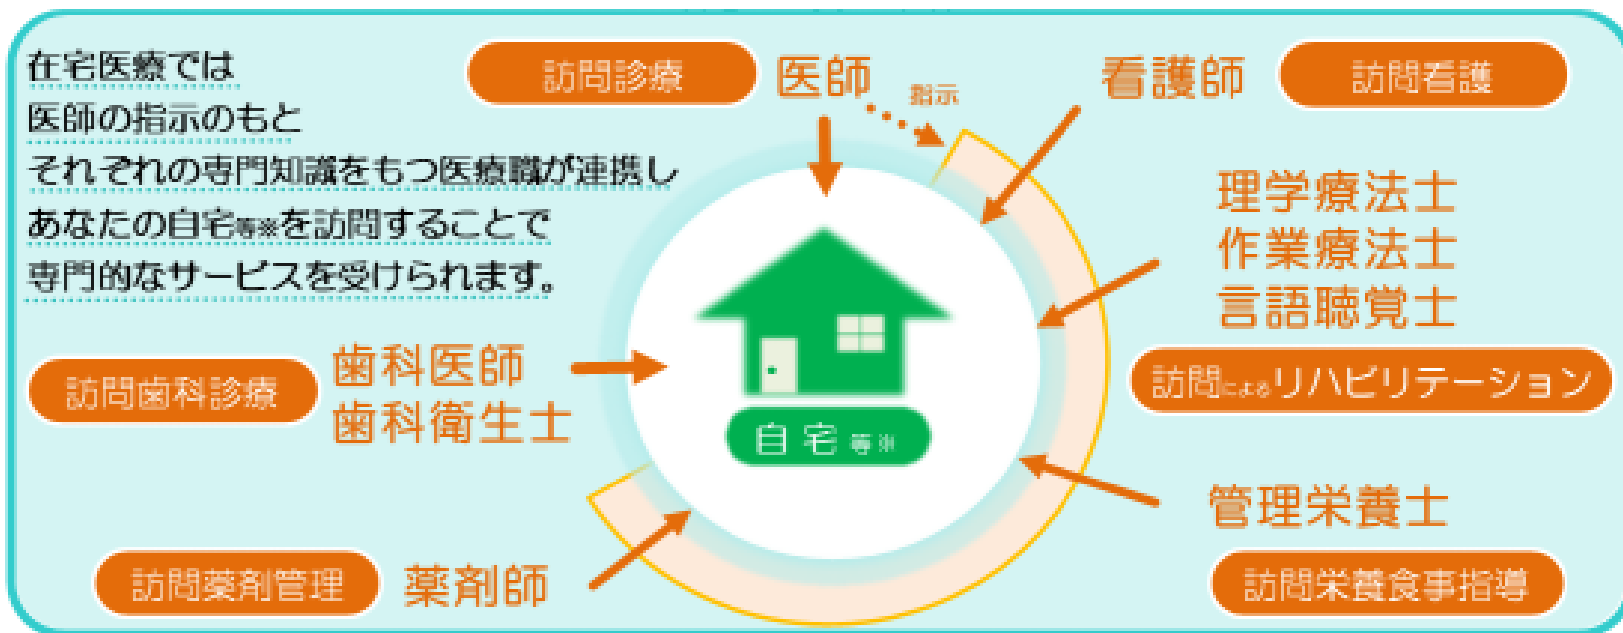 在宅医療では
医師の指示のもと
それぞれの専門知識をもつ医療職が連携し
あなたの自宅等※を訪問することで
専門的なサービスを受けられます。
訪問診療
医師
指示
看護師
訪問看護
理学療法士
作業療法士
言語聴覚士
訪問によるリハビリテーション
歯科医師
訪問歯科診療
歯科衛生士
自宅等※
管理栄養士
訪問栄養食事指導
訪問薬剤管理
薬剤師